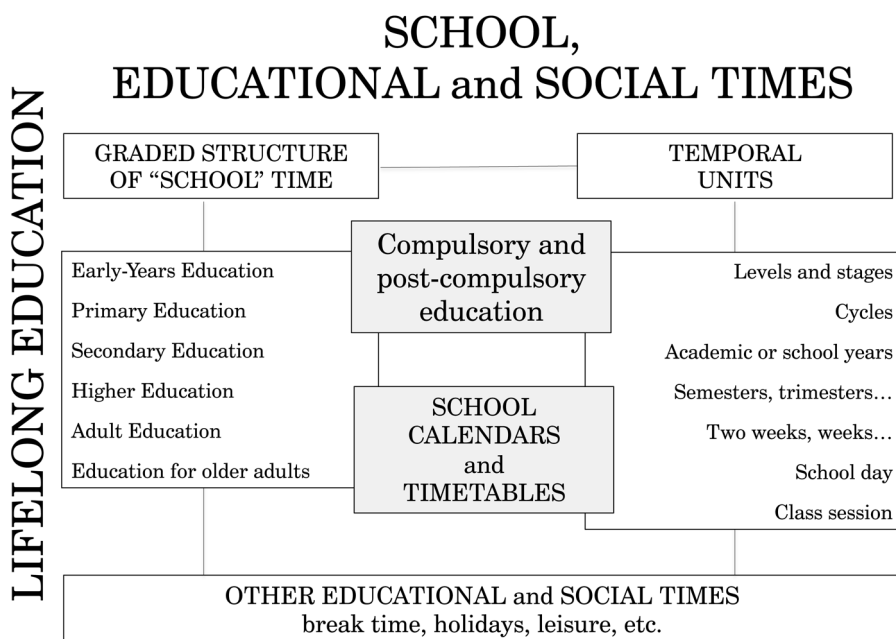 SCHOOL,
EDUCATIONAL and SOCIAL TIMES
LIFELONG EDUCATION
GRADED STRUCTURE
OF “SCHOOL” TIME
TEMPORAL
UNITS
Compulsory and
post-compulsory
education
Early-Years Education
Primary Education
Secondary Education
Higher Education
Adult Education
Education for older adults
SCHOOL
CALENDARS
and
TIMETABLES
Levels and stages
Cycles
Academic or school years
Semesters, trimesters…
Two weeks, weeks…
School day
Class session
OTHER EDUCATIONAL and SOCIAL TIMES
break time, holidays, leisure, etc.